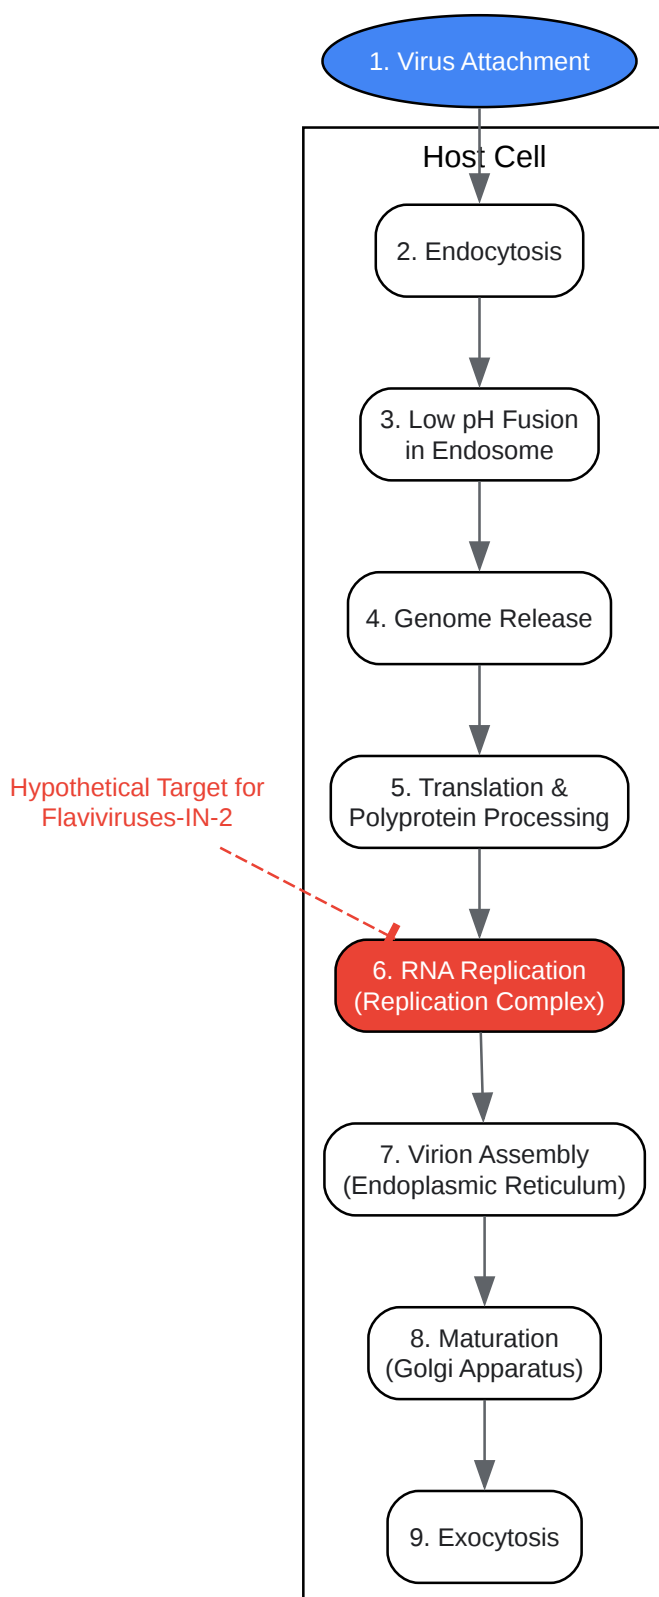 1. Virus Attachment
Host Cell
2. Endocytosis
3. Low pH Fusion
in Endosome
4. Genome Release
5. Translation &
Polyprotein Processing
Hypothetical Target for
Flaviviruses-IN-2
6. RNA Replication
(Replication Complex)
7. Virion Assembly
(Endoplasmic Reticulum)
8. Maturation
(Golgi Apparatus)
9. Exocytosis